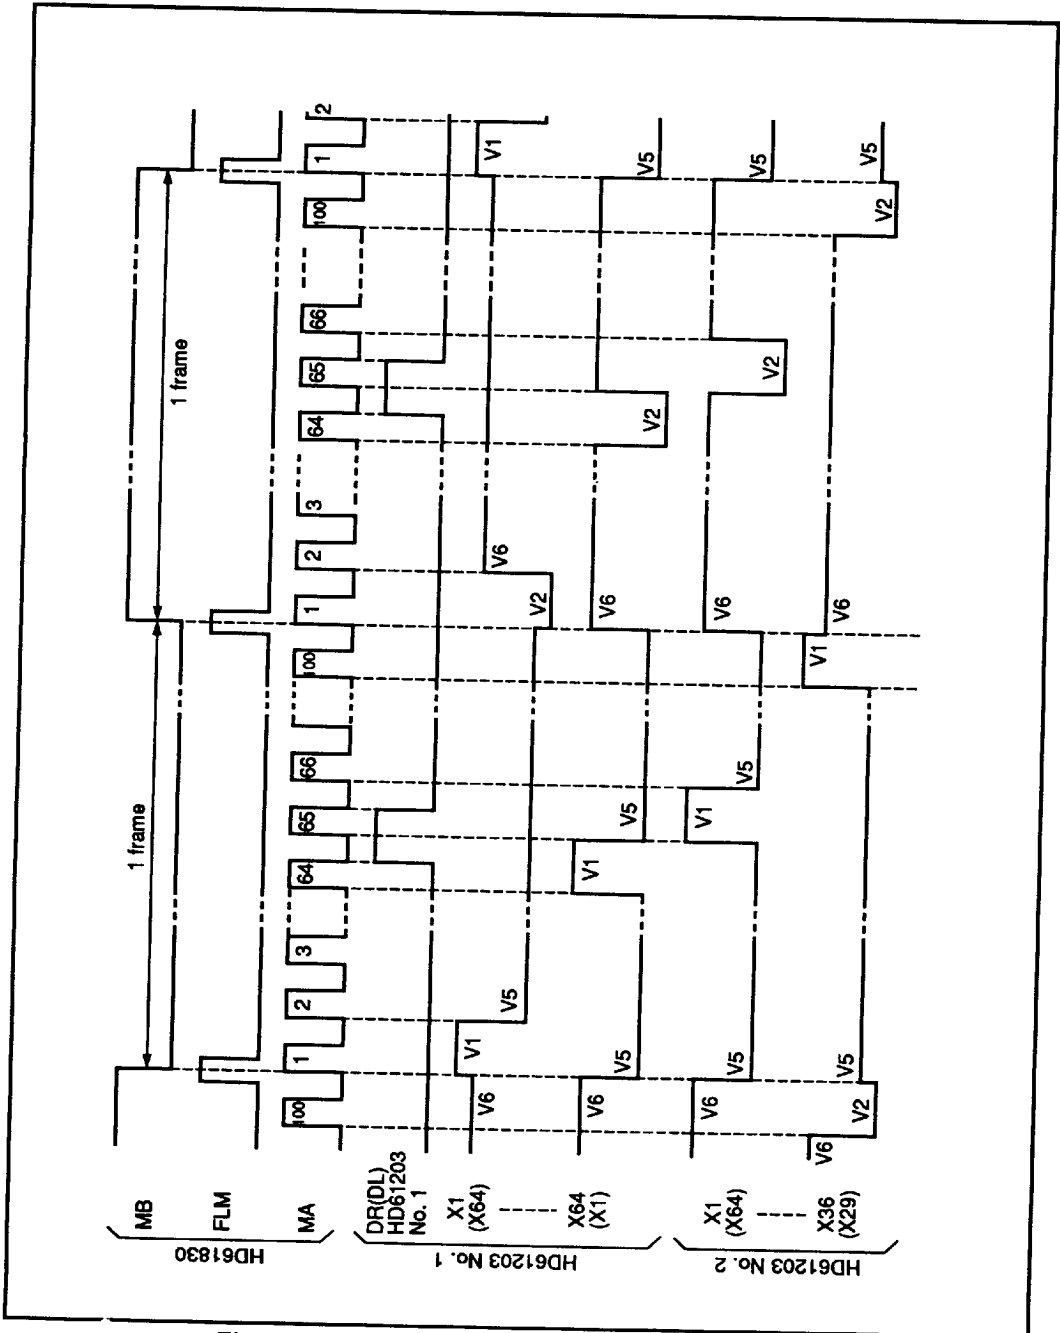 HD61830
MB
1 frame 1 frame
FLM
MA
100 1 2 3 64 65 66 100 1 2 3 64 65 66 100 1 2
HD61203 No. 1
DR(DL)
HD61203
No. 1
X1
(X64)
V6 V1 V5 V2 V6 V1
X64
(X1)
V6 V5 V1 V5 V6 V2 V5
HD61203 No. 2
X1
(X64)
V6 V5 V1 V5 V6 V2 V5
X36
(X29)
V6 V2 V5 V1 V6 V2 V5